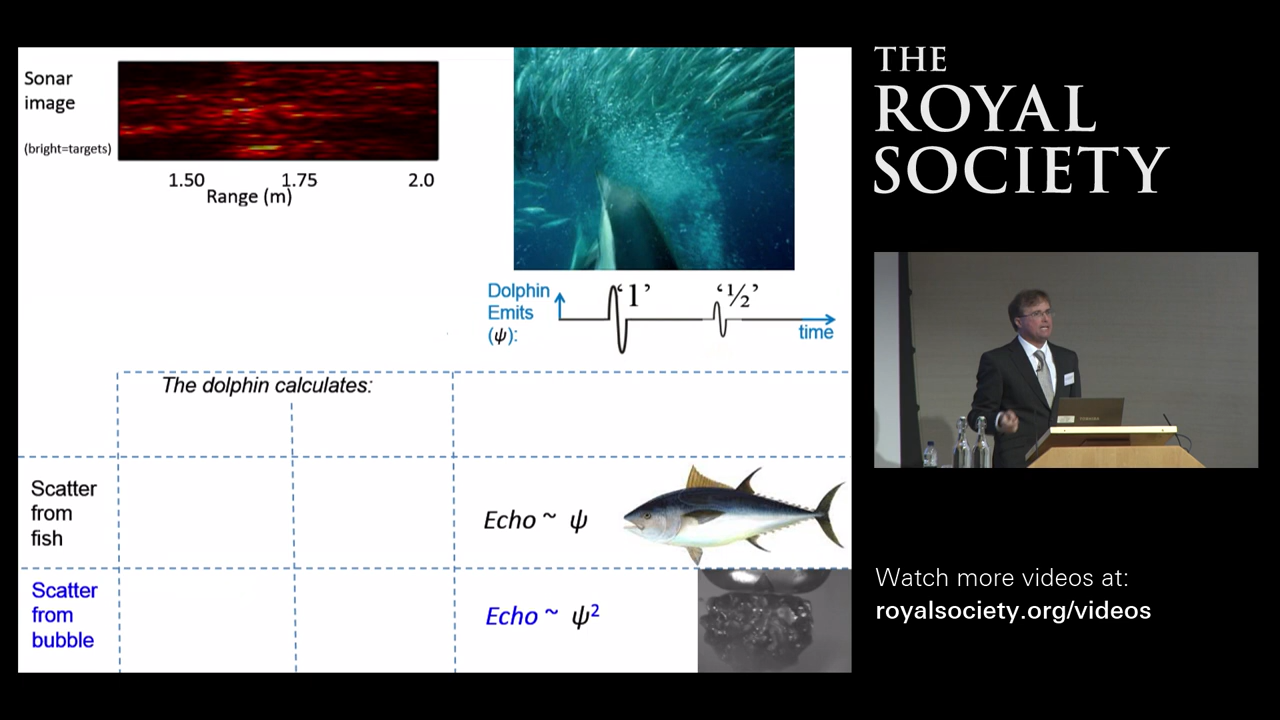 Sonar
image
(bright=targets)
1.50 1.75 2.0
Range (m)
Dolphin
Emits
(ψ):
‘1’ ‘½’
time
The dolphin calculates:
Scatter
from
fish
Echo ~ ψ
Scatter
from
bubble
Echo ~ ψ²
THE
ROYAL
SOCIETY
Watch more videos at:
royalsociety.org/videos